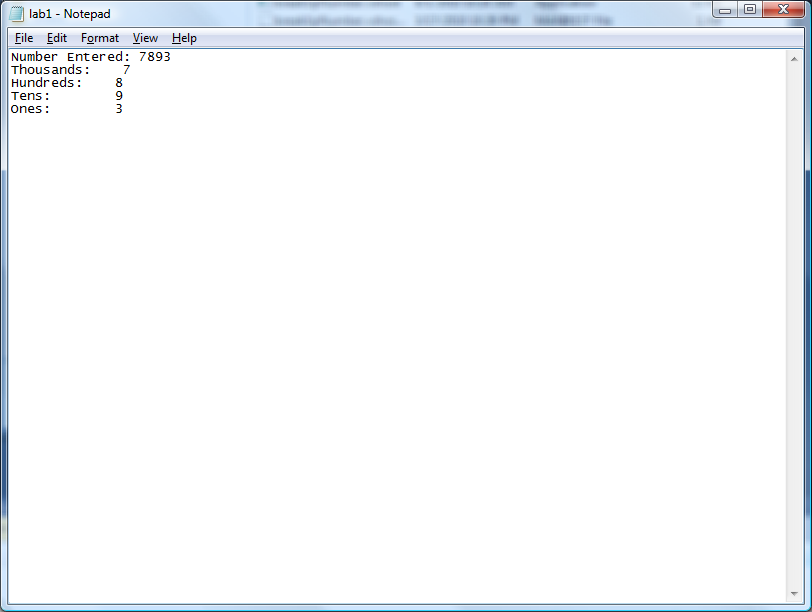 lab1 - Notepad
File Edit Format View Help
Number Entered: 7893
Thousands:    7
Hundreds:    8
Tens:        9
Ones:        3